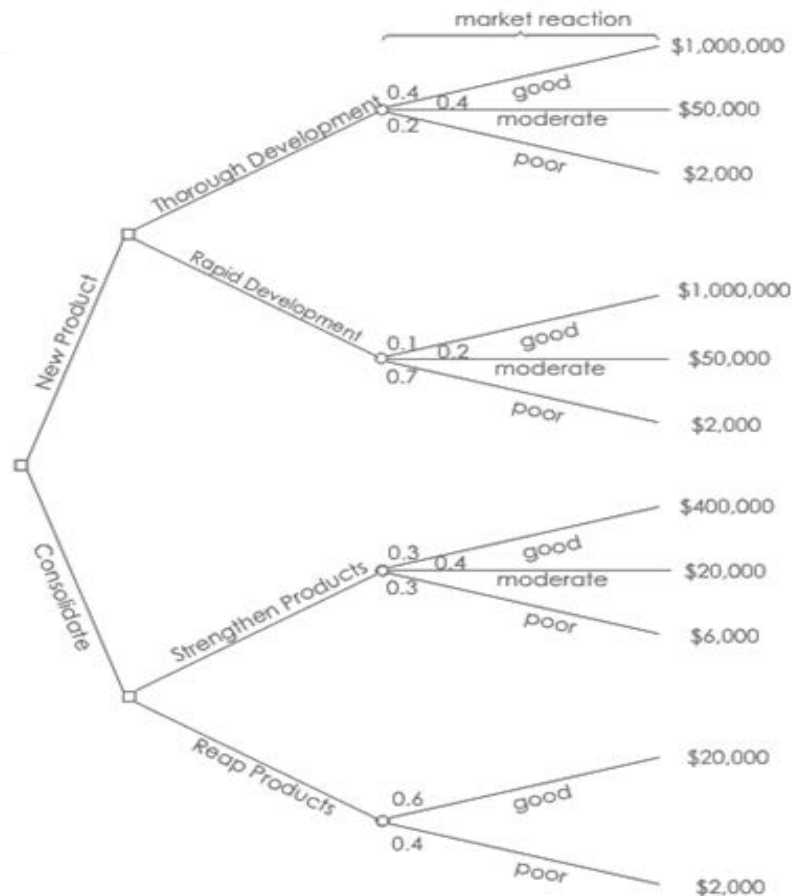 market reaction
$1,000,000
0.4
good
Thorough Development
0.4
$50,000
0.2
moderate
poor
$2,000
New Product
Rapid Development
$1,000,000
0.1
good
0.2
$50,000
0.7
moderate
poor
$2,000
Consolidate
Strengthen Products
$400,000
0.3
good
0.4
$20,000
0.3
moderate
poor
$6,000
Reap Products
$20,000
0.6
good
0.4
poor
$2,000